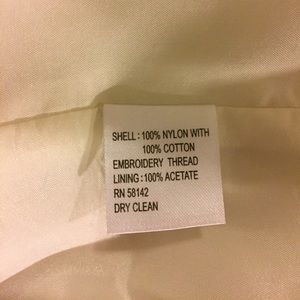 SHELL : 100% NYLON WITH
100% COTTON
EMBROIDERY THREAD
LINING : 100% ACETATE
RN 58142
DRY CLEAN